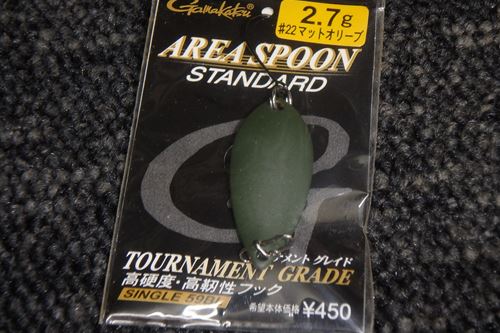 Gamakatsu®
2.7g
#22マットオリーブ
AREA SPOON
STANDARD
メント グレイド
TOURNAMENT GRADE
高硬度・高靭性フック
SINGLE
希望本体価格 ¥450